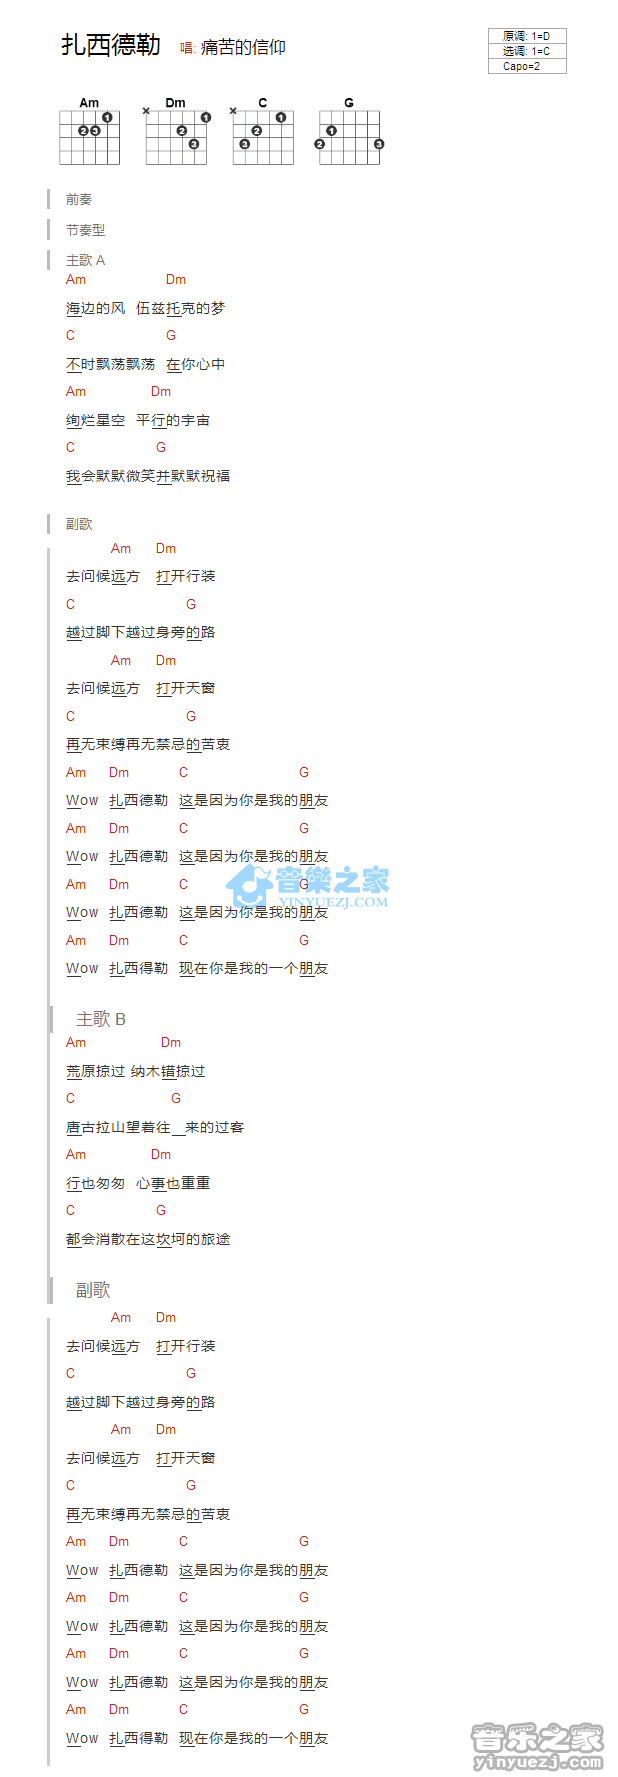 扎西德勒 唱: 痛苦的信仰
原调: 1=D
选调: 1=C
Capo=2
Am Dm C G
1 2 3 × 1 2 3 × 1 2 3 1 2 3
前奏
节奏型
主歌 A
Am Dm
海边的风 伍兹托克的梦
C G
不时飘荡飘荡 在你心中
Am Dm
绚烂星空 平行的宇宙
C G
我会默默微笑并默默祝福
副歌
Am Dm
去问候远方 打开行装
C G
越过脚下越过身旁的路
Am Dm
去问候远方 打开天窗
C G
再无束缚再无禁忌的苦衷
Am Dm C G
Wow 扎西德勒 这是因为你是我的朋友
Am Dm C G
Wow 扎西德勒 这是因为你是我的朋友
Am Dm C G
Wow 扎西德勒 这是因为你是我的朋友
Am Dm C G
Wow 扎西得勒 现在你是我的一个朋友
音樂之家
YINYUEZJ.COM
主歌 B
Am Dm
荒原掠过 纳木错掠过
C G
唐古拉山望着往_来的过客
Am Dm
行也匆匆 心事也重重
C G
都会消散在这坎坷的旅途
副歌
Am Dm
去问候远方 打开行装
C G
越过脚下越过身旁的路
Am Dm
去问候远方 打开天窗
C G
再无束缚再无禁忌的苦衷
Am Dm C G
Wow 扎西德勒 这是因为你是我的朋友
Am Dm C G
Wow 扎西德勒 这是因为你是我的朋友
Am Dm C G
Wow 扎西德勒 这是因为你是我的朋友
Am Dm C G
Wow 扎西得勒 现在你是我的一个朋友
音乐之家
yinyuezj.com